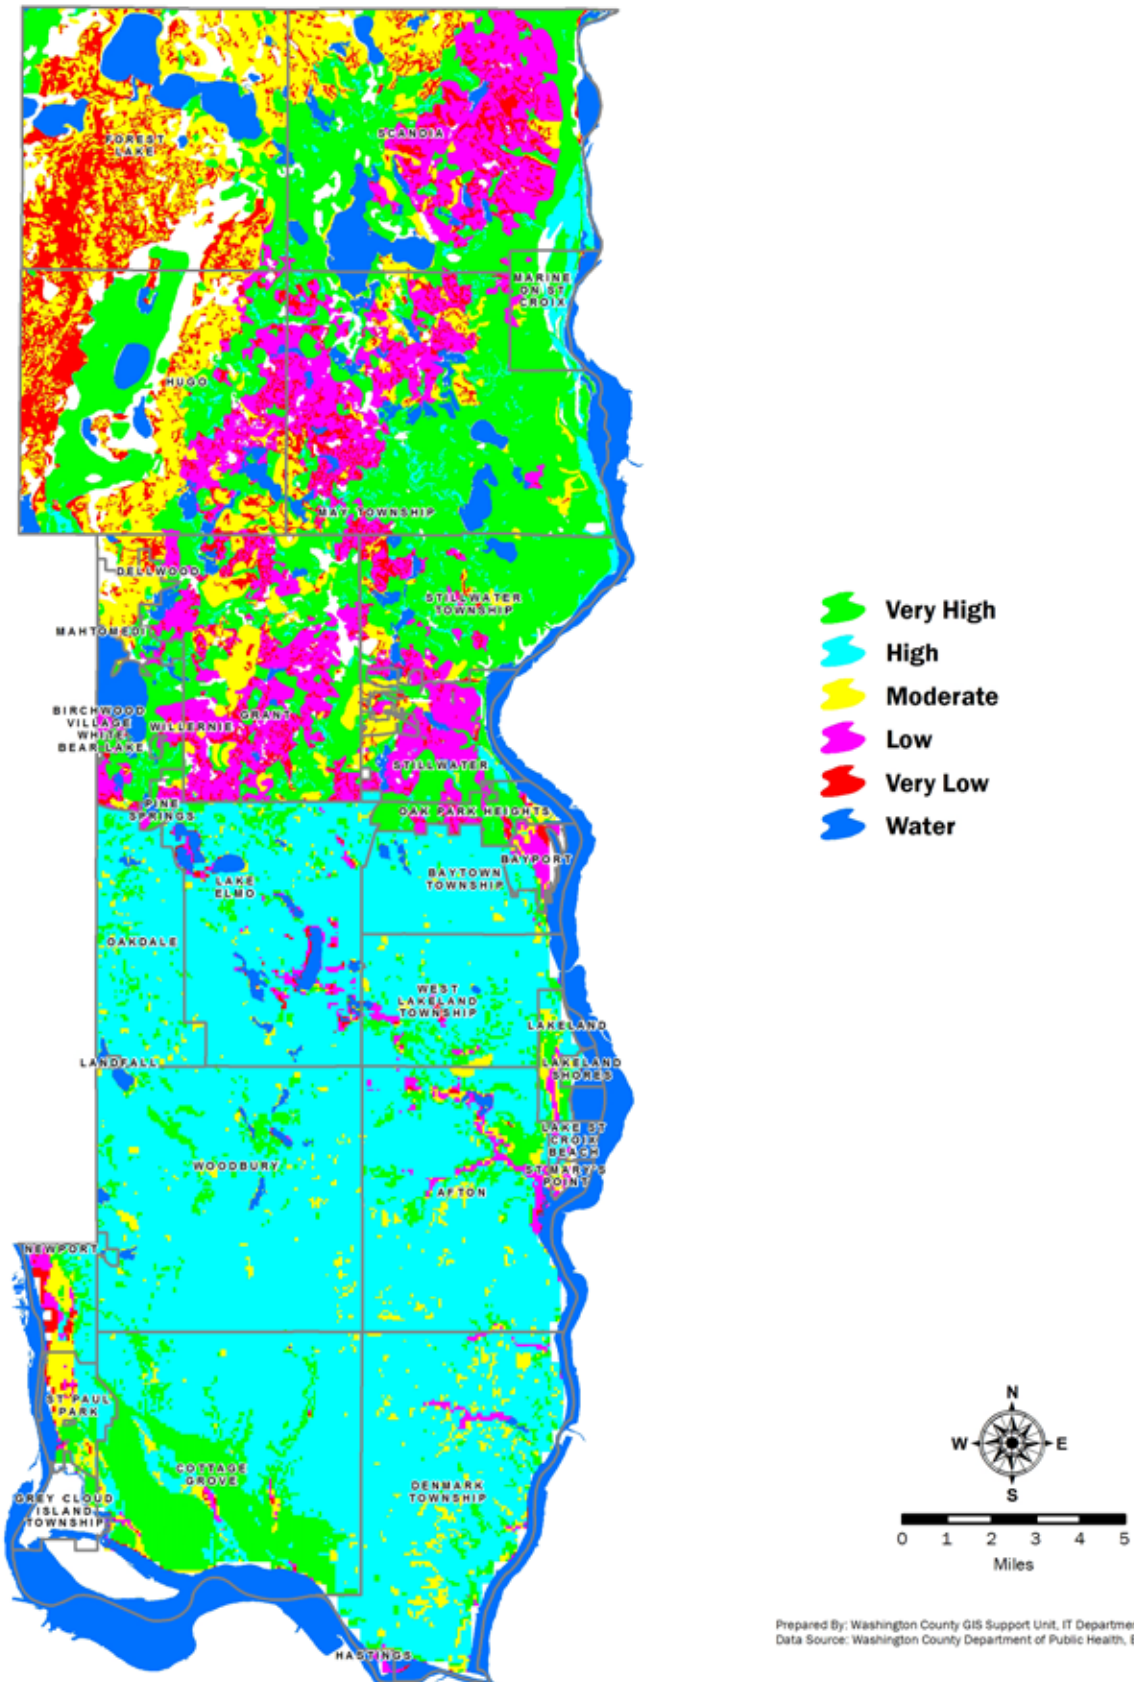 SCANDIA
FOREST
LAKE
MARINE
ON ST
CROIX
HUGO
MAY TOWNSHIP
DELLWOOD
STILLWATER
TOWNSHIP
MAHTOMEDI
BIRCHWOOD
VILLAGE
WHITE
BEAR LAKE
WILLERNIE
GRANT
STILLWATER
PINE
SPRINGS
OAK PARK HEIGHTS
BAYPORT
BAYTOWN
TOWNSHIP
LAKE
ELMO
OAKDALE
WEST
LAKELAND
TOWNSHIP
LAKELAND
LANDFALL
LAKELAND
SHORES
LAKE ST
CROIX
BEACH
WOODBURY
ST MARY'S
POINT
AFTON
NEWPORT
ST PAUL
PARK
COTTAGE
GROVE
DENMARK
TOWNSHIP
GREY CLOUD
ISLAND
TOWNSHIP
HASTINGS
Very High
High
Moderate
Low
Very Low
Water
N
W E
S
0 1 2 3 4 5
Miles
Prepared By: Washington County GIS Support Unit, IT Departme
Data Source: Washington County Department of Public Health, E